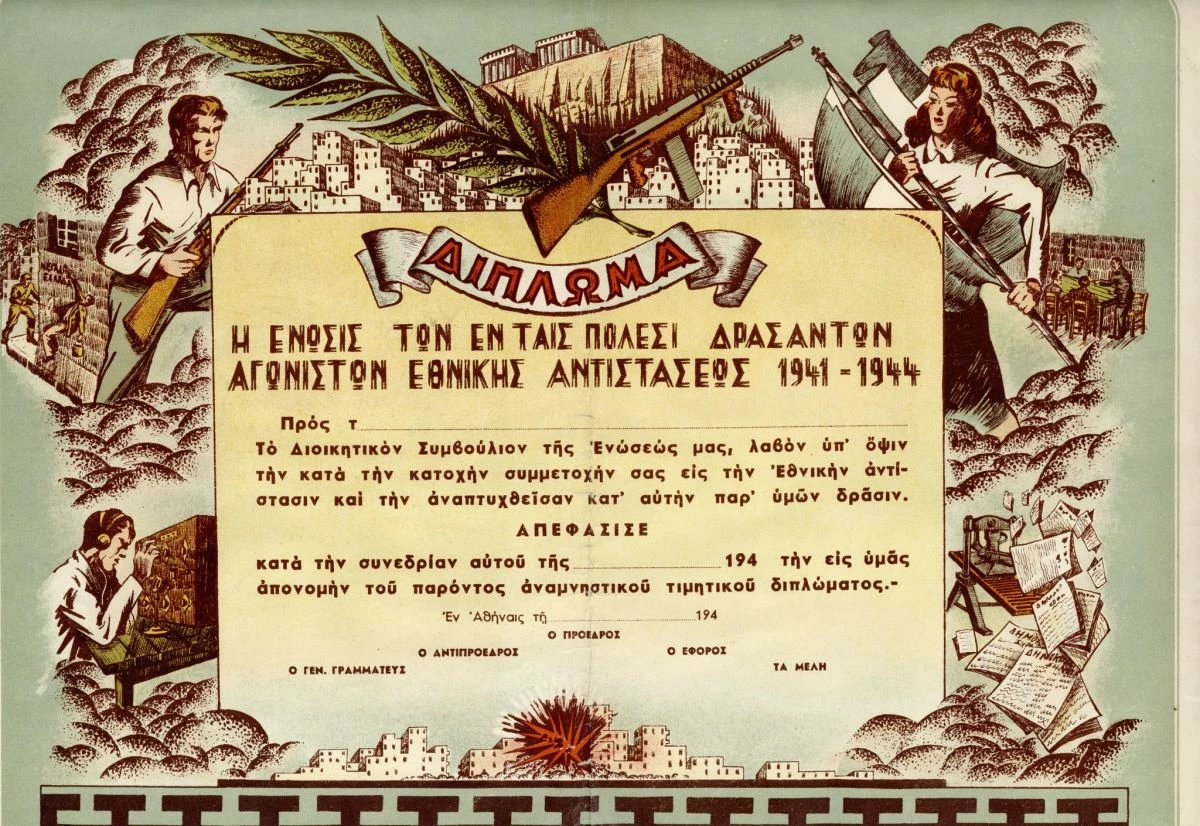 ΔΙΠΛΩΜΑ
Η ΕΝΩΣΙΣ ΤΩΝ ΕΝ ΤΑΙΣ ΠΟΛΕΣΙ ΔΡΑΣΑΝΤΩΝ
ΑΓΩΝΙΣΤΩΝ ΕΘΝΙΚΗΣ ΑΝΤΙΣΤΑΣΕΩΣ 1941-1944
Πρός τ
Τὸ Διοικητικὸν Συμβούλιον τῆς Ἑνώσεώς μας, λαβὸν ὑπ' ὄψιν
τὴν κατὰ τὴν κατοχὴν συμμετοχήν σας εἰς τὴν Ἐθνικὴν ἀντί-
στασιν καὶ τὴν ἀναπτυχθεῖσαν κατ' αὐτὴν παρ' ὑμῶν δρᾶσιν.
ΑΠΕΦΑΣΙΣΕ
κατὰ τὴν συνεδρίαν αὐτοῦ τῆς 194 τὴν εἰς ὑμᾶς
ἀπονομὴν τοῦ παρόντος ἀναμνηστικοῦ τιμητικοῦ διπλώματος.-
Ἐν Ἀθήναις τῇ 194
Ο ΠΡΟΕΔΡΟΣ
Ο ΑΝΤΙΠΡΟΕΔΡΟΣ Ο ΕΦΟΡΟΣ
Ο ΓΕΝ. ΓΡΑΜΜΑΤΕΥΣ ΤΑ ΜΕΛΗ